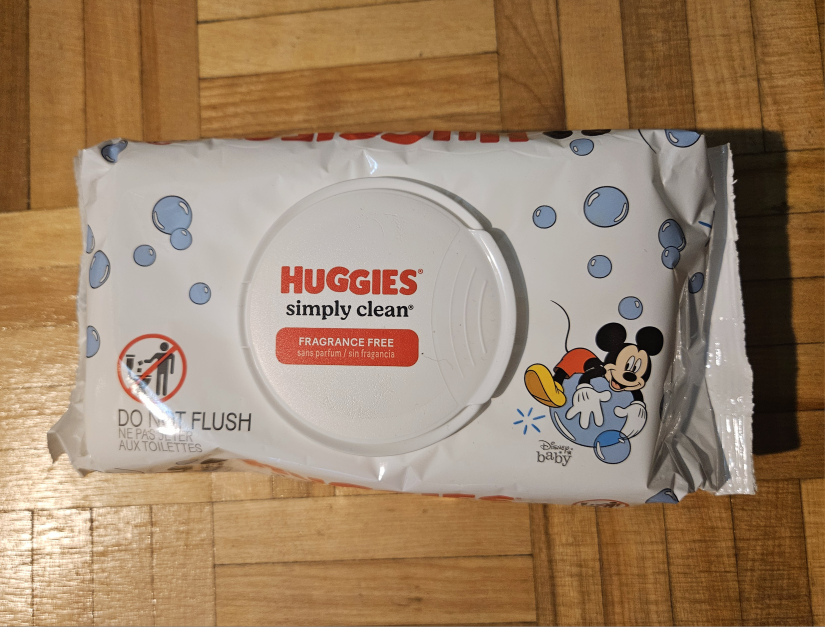 HUGGIES®
simply clean®
FRAGRANCE FREE
sans parfum / sin fragancia
DO NOT FLUSH
NE PAS JETER
AUX TOILETTES
Disney
baby